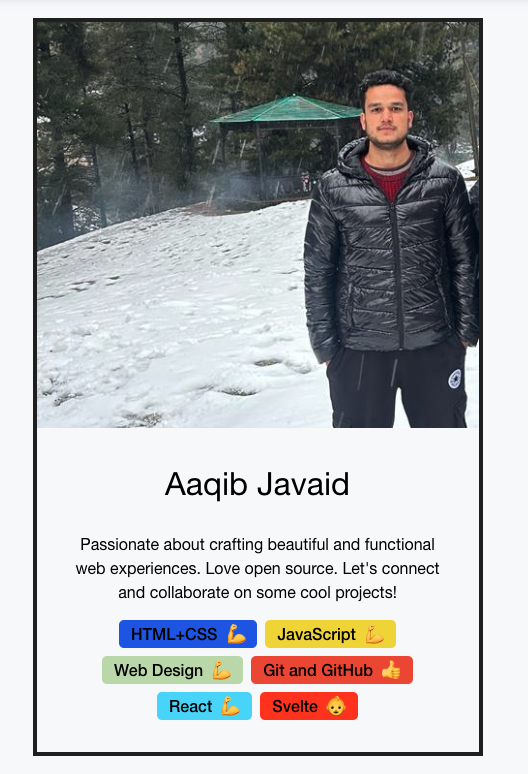 Aaqib Javaid
Passionate about crafting beautiful and functional
web experiences. Love open source. Let's connect
and collaborate on some cool projects!
HTML+CSS 💪 JavaScript 💪
Web Design 💪 Git and GitHub 👍
React 💪 Svelte 👶